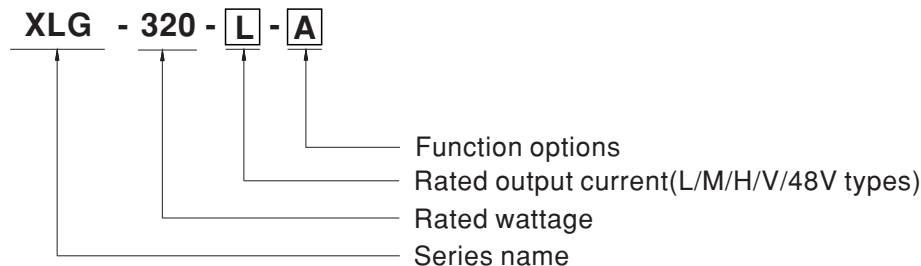 XLG - 320 - L - A
Function options
Rated output current(L/M/H/V/48V types)
Rated wattage
Series name